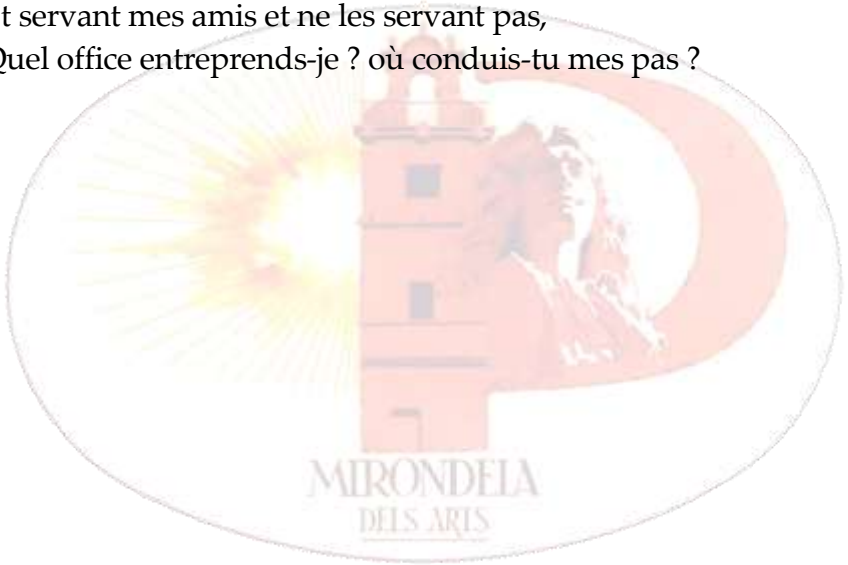 t servant mes amis et ne les servant pas,
Quel office entreprends-je ? où conduis-tu mes pas ?
MIRONDELA
DELS ARTS